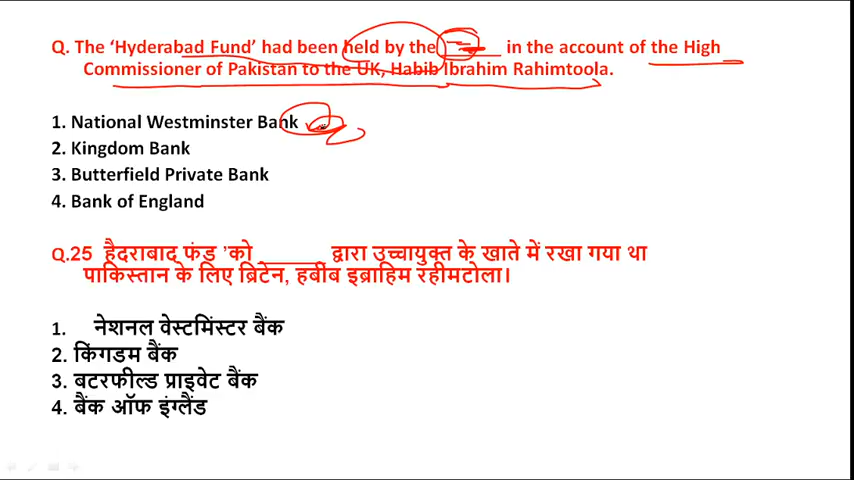 Q. The ‘Hyderabad Fund’ had been held by the ______ in the account of the High
Commissioner of Pakistan to the UK, Habib Ibrahim Rahimtoola.
1. National Westminster Bank
2. Kingdom Bank
3. Butterfield Private Bank
4. Bank of England
Q.25 हैदराबाद फंड ’को ______ द्वारा उच्चायुक्त के खाते में रखा गया था
पाकिस्तान के लिए ब्रिटेन, हबीब इब्राहिम रहीमटोला।
1. नेशनल वेस्टमिंस्टर बैंक
2. किंगडम बैंक
3. बटरफील्ड प्राइवेट बैंक
4. बैंक ऑफ इंग्लैंड